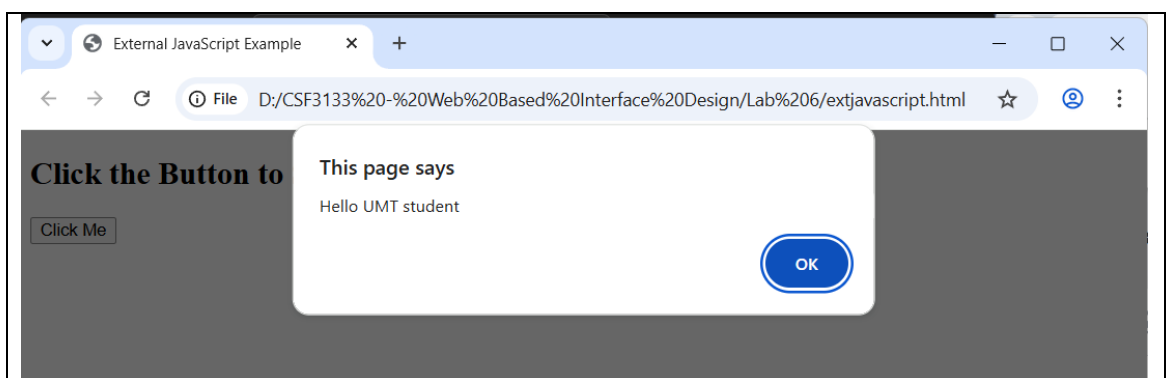 External JavaScript Example
File D:/CSF3133%20-%20Web%20Based%20Interface%20Design/Lab%206/extjavascript.html
Click the Button to
This page says
Hello UMT student
Click Me
OK